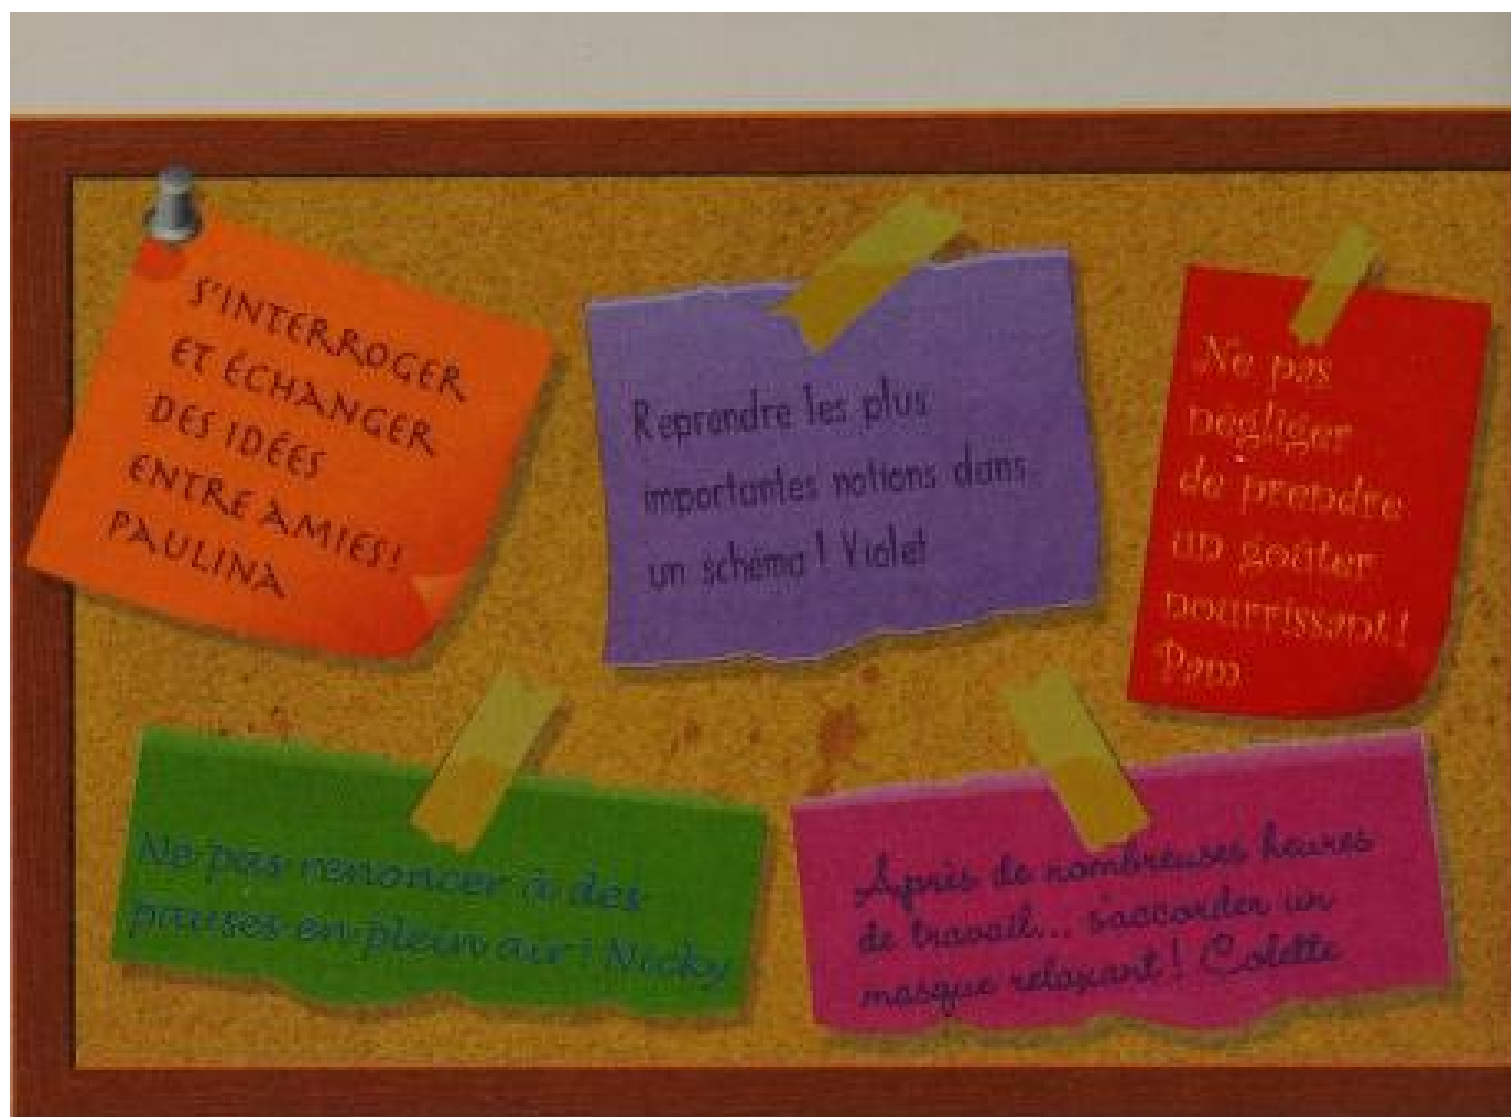 S'INTERROGER
ET ÉCHANGER
DES IDÉES
ENTRE AMIES!
PAULINA
Reprendre les plus
importantes notions dans
un schéma ! Violet
Ne pas
négliger
de prendre
un goûter
nourrissant !
Pam
Ne pas renoncer à des
pauses en plein air ! Nicky
Après de nombreuses heures
de travail... s'accorder un
masque relaxant ! Colette